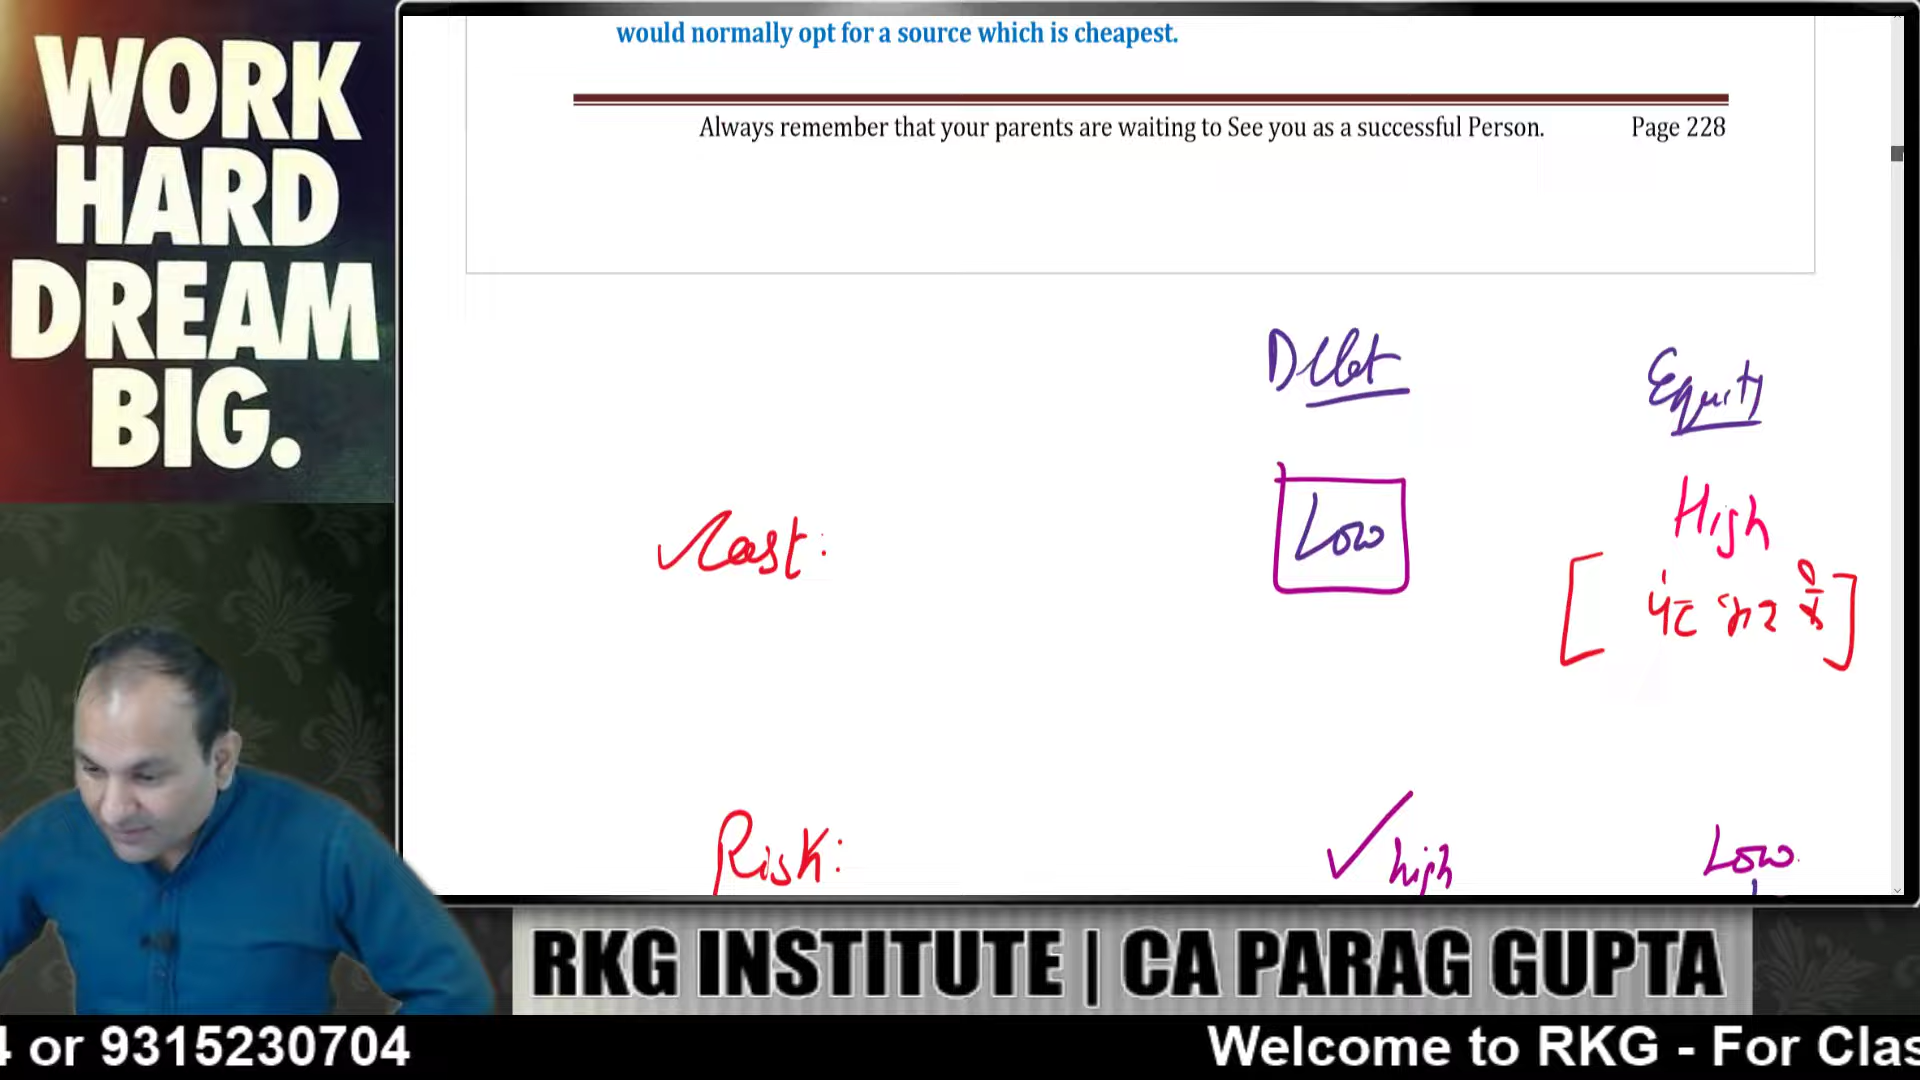 WORK
HARD
DREAM
BIG.
would normally opt for a source which is cheapest.
Always remember that your parents are waiting to See you as a successful Person. Page 228
Debt Equity
Cost: Low High
Risk: high Low
RKG INSTITUTE | CA PARAG GUPTA
4 or 9315230704 Welcome to RKG - For Clas